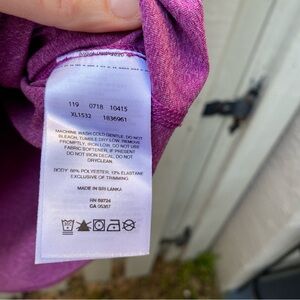 119 0718 10415
XL1532 1836961
MACHINE WASH COLD GENTLE, DO NOT
BLEACH, TUMBLE DRY LOW, REMOVE
PROMPTLY, IRON LOW, DO NOT USE
FABRIC SOFTENER, IF PRESENT
DO NOT IRON DECAL, DO NOT
DRYCLEAN.
BODY: 88% POLYESTER, 12% ELASTANE
EXCLUSIVE OF TRIMMING
MADE IN SRI LANKA
RN 59724
CA 05367